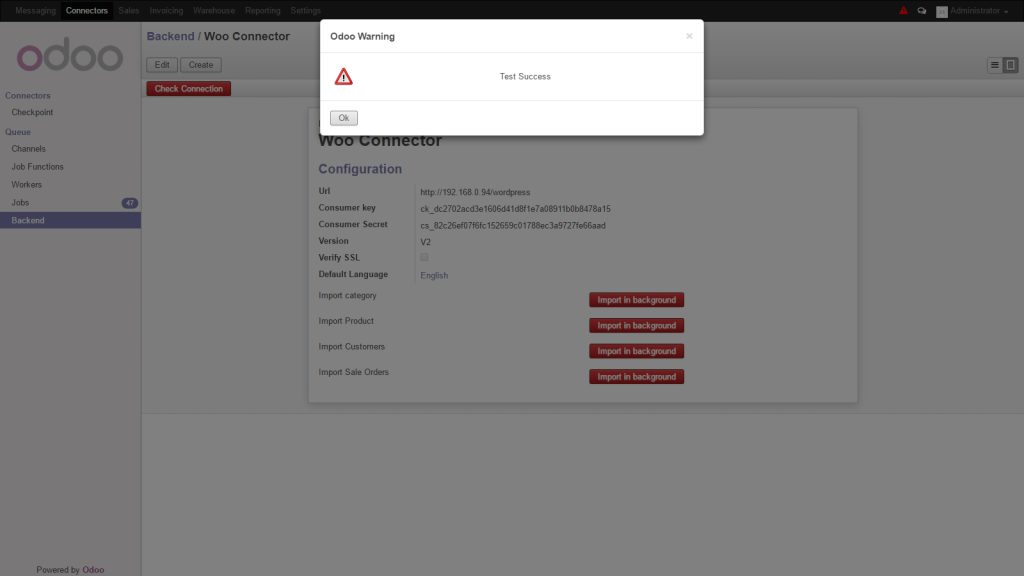 Messaging Connectors Sales Invoicing Warehouse Reporting Settings Administrator
odoo
Connectors
Checkpoint
Queue
Channels
Job Functions
Workers
Jobs 47
Backend
Powered by Odoo
Backend / Woo Connector
Edit Create
Check Connection
Odoo Warning ×
Test Success
Ok
Woo Connector
Configuration
Url http://192.168.0.94/wordpress
Consumer key ck_dc2702acd3e1606d41d8f1e7a08911b0b8478a15
Consumer Secret cs_82c26ef07f6fc152659c01788ec3a9727fe66aad
Version V2
Verify SSL
Default Language English
Import category Import in background
Import Product Import in background
Import Customers Import in background
Import Sale Orders Import in background